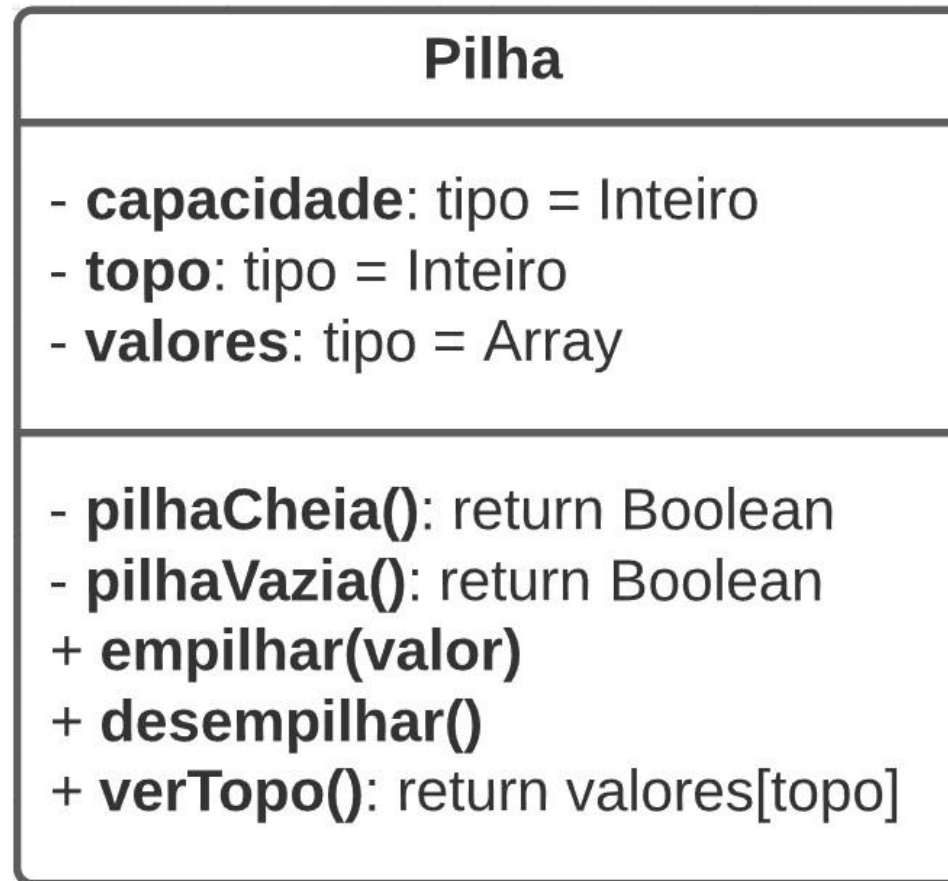 Pilha
- capacidade: tipo = Inteiro
- topo: tipo = Inteiro
- valores: tipo = Array
- pilhaCheia(): return Boolean
- pilhaVazia(): return Boolean
+ empilhar(valor)
+ desempilhar()
+ verTopo(): return valores[topo]